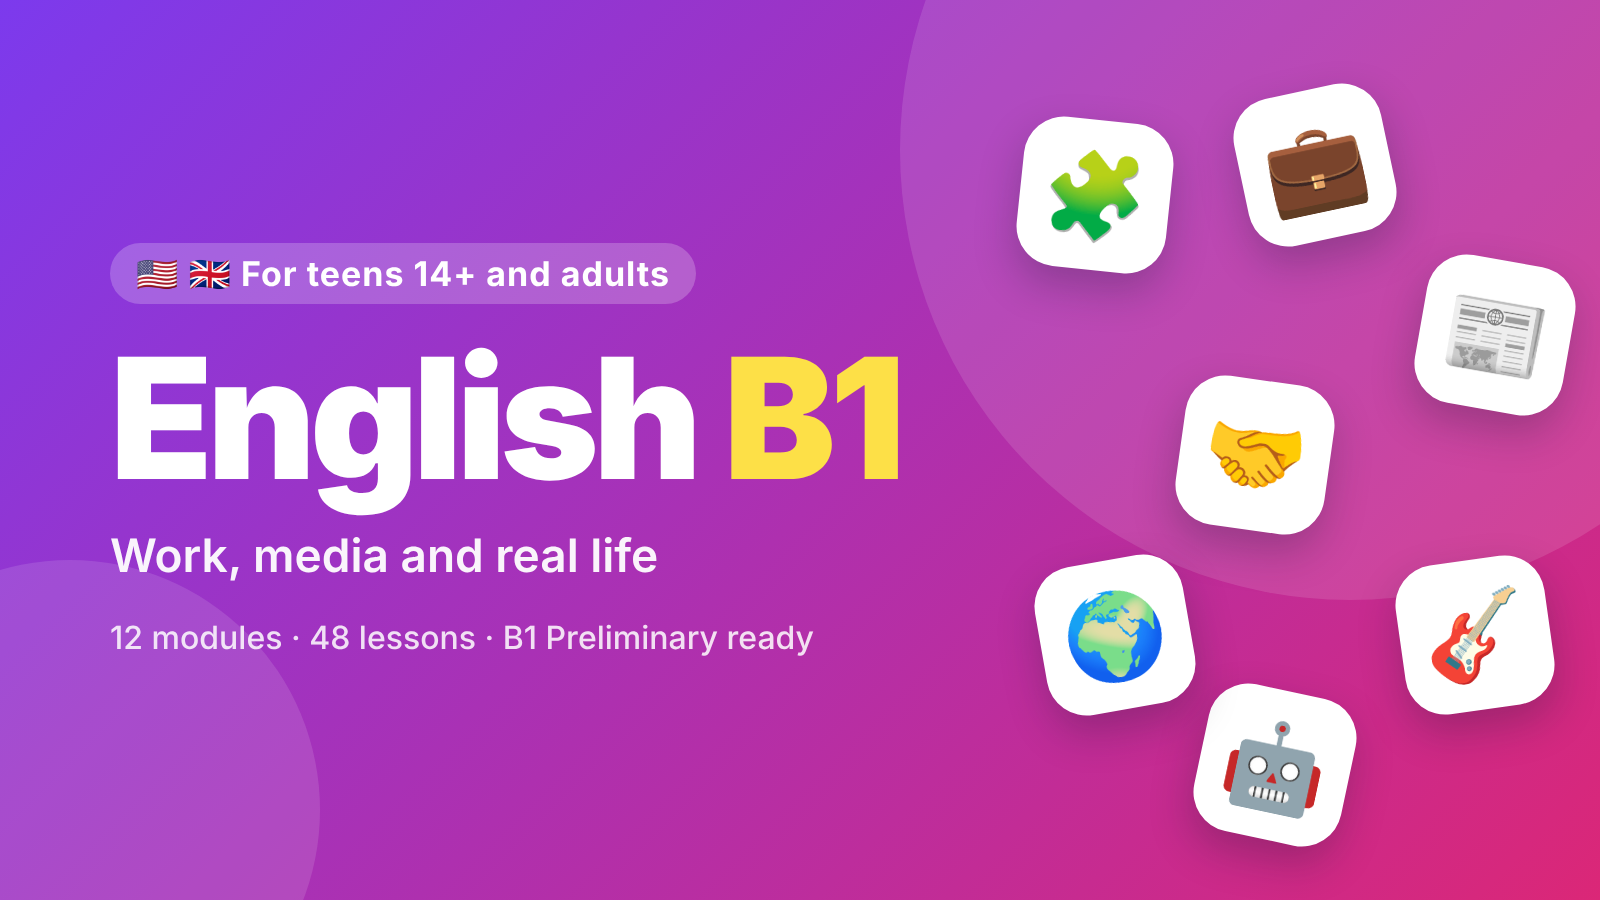 🇺🇸 🇬🇧 For teens 14+ and adults
English B1
Work, media and real life
12 modules · 48 lessons · B1 Preliminary ready